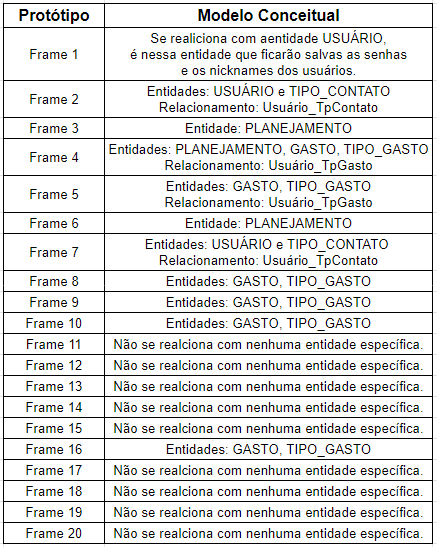 Protótipo Modelo Conceitual
Frame 1 Se realiciona com aentidade USUÁRIO,
é nessa entidade que ficarão salvas as senhas
e os nicknames dos usuários.
Frame 2 Entidades: USUÁRIO e TIPO_CONTATO
Relacionamento: Usuário_TpContato
Frame 3 Entidade: PLANEJAMENTO
Frame 4 Entidades: PLANEJAMENTO, GASTO, TIPO_GASTO
Relacionamento: Usuário_TpGasto
Frame 5 Entidades: GASTO, TIPO_GASTO
Relacionamento: Usuário_TpGasto
Frame 6 Entidade: PLANEJAMENTO
Frame 7 Entidades: USUÁRIO e TIPO_CONTATO
Relacionamento: Usuário_TpContato
Frame 8 Entidades: GASTO, TIPO_GASTO
Frame 9 Entidades: GASTO, TIPO_GASTO
Frame 10 Entidades: GASTO, TIPO_GASTO
Frame 11 Não se realciona com nenhuma entidade específica.
Frame 12 Não se realciona com nenhuma entidade específica.
Frame 13 Não se realciona com nenhuma entidade específica.
Frame 14 Não se realciona com nenhuma entidade específica.
Frame 15 Não se realciona com nenhuma entidade específica.
Frame 16 Entidades: GASTO, TIPO_GASTO
Frame 17 Não se realciona com nenhuma entidade específica.
Frame 18 Não se realciona com nenhuma entidade específica.
Frame 19 Não se realciona com nenhuma entidade específica.
Frame 20 Não se realciona com nenhuma entidade específica.